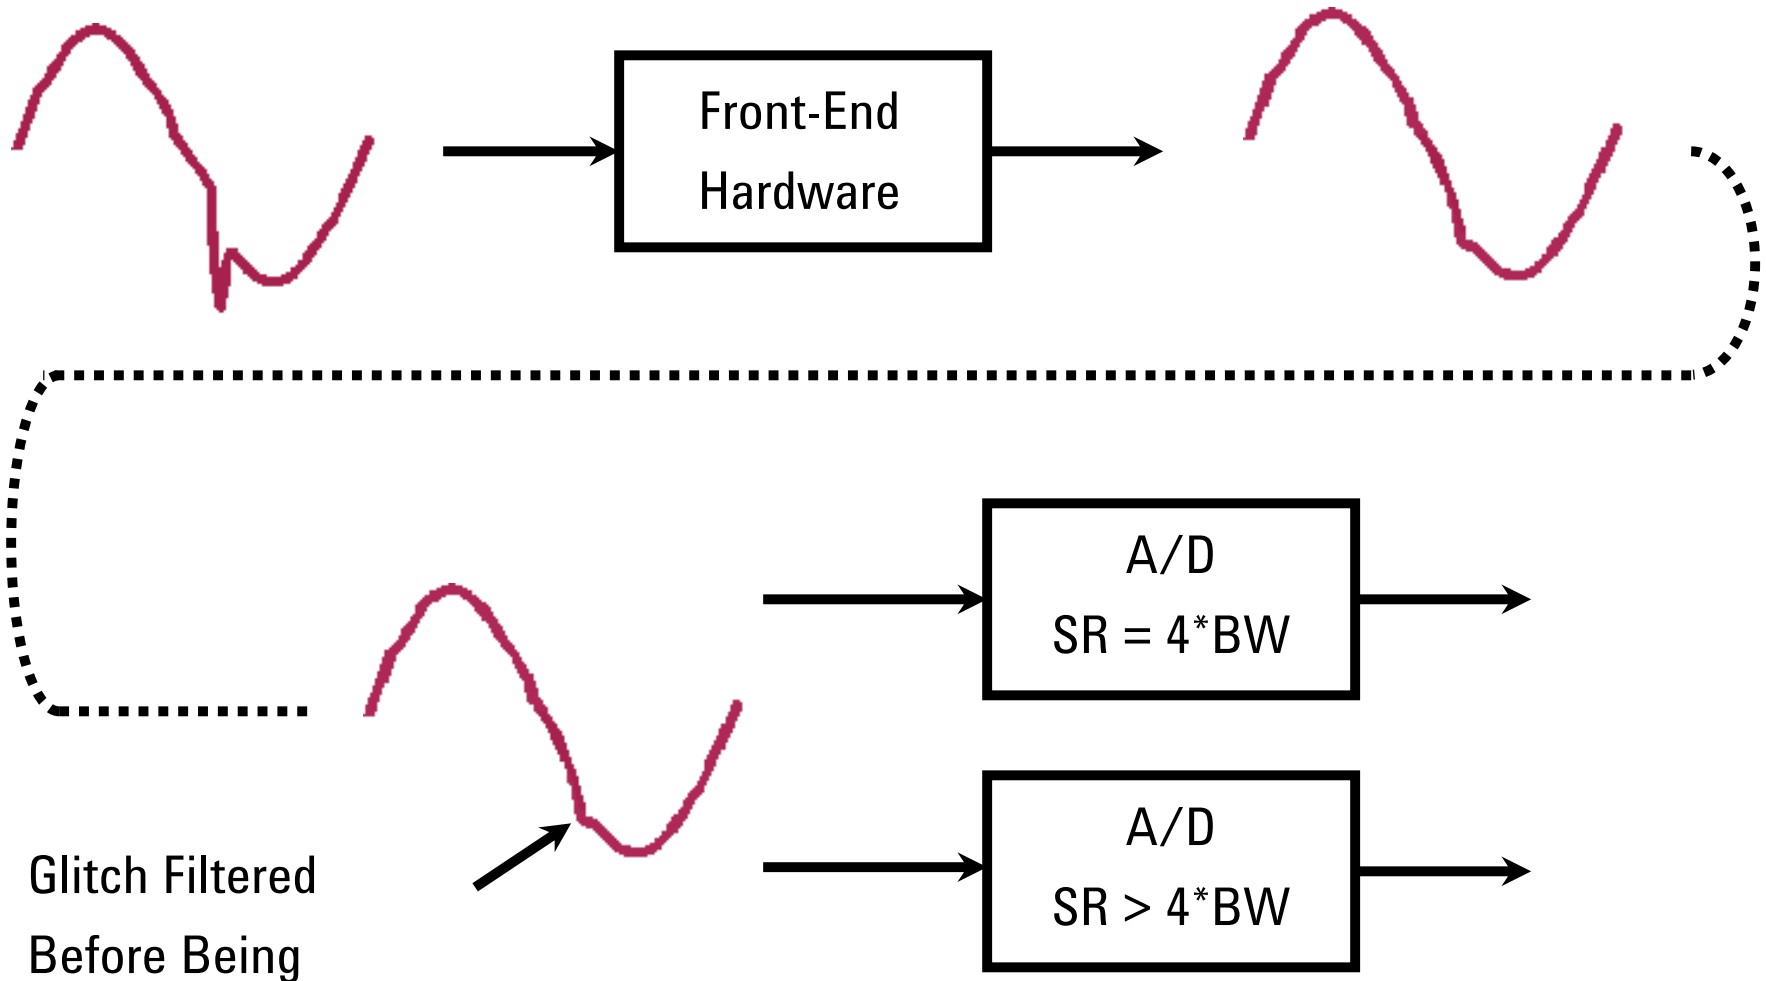 Front-End
Hardware
A/D
SR = 4*BW
A/D
SR > 4*BW
Glitch Filtered
Before Being